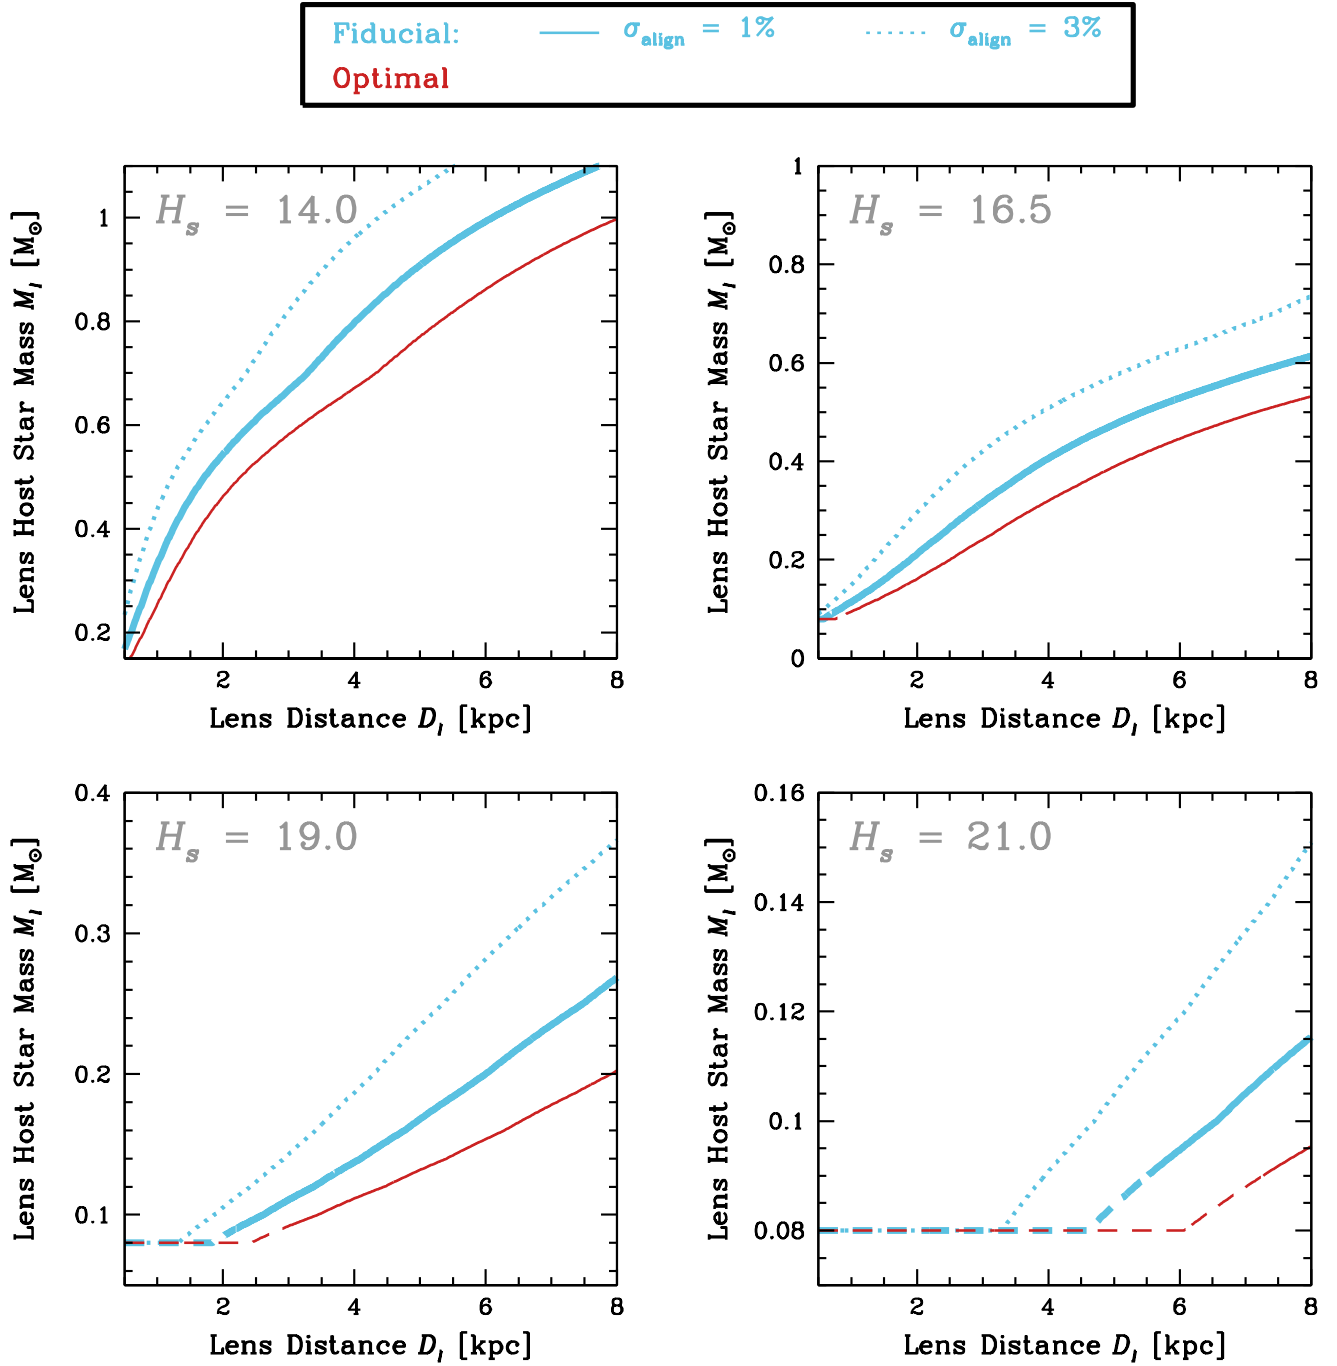 Fiducial: σalign = 1% σalign = 3%
Optimal
Hs = 14.0
Lens Host Star Mass Ml [M⊙]
1
0.8
0.6
0.4
0.2
2 4 6 8
Lens Distance Dl [kpc]
Hs = 16.5
Lens Host Star Mass Ml [M⊙]
1
0.8
0.6
0.4
0.2
0
2 4 6 8
Lens Distance Dl [kpc]
Hs = 19.0
Lens Host Star Mass Ml [M⊙]
0.4
0.3
0.2
0.1
2 4 6 8
Lens Distance Dl [kpc]
Hs = 21.0
Lens Host Star Mass Ml [M⊙]
0.16
0.14
0.12
0.1
0.08
2 4 6 8
Lens Distance Dl [kpc]